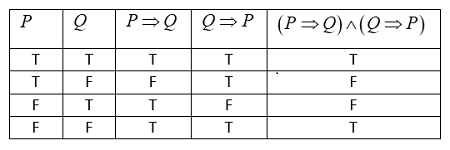 P Q P ⇒ Q Q ⇒ P (P ⇒ Q) ∧ (Q ⇒ P)
T T T T T
T F F T F
F T T F F
F F T T T